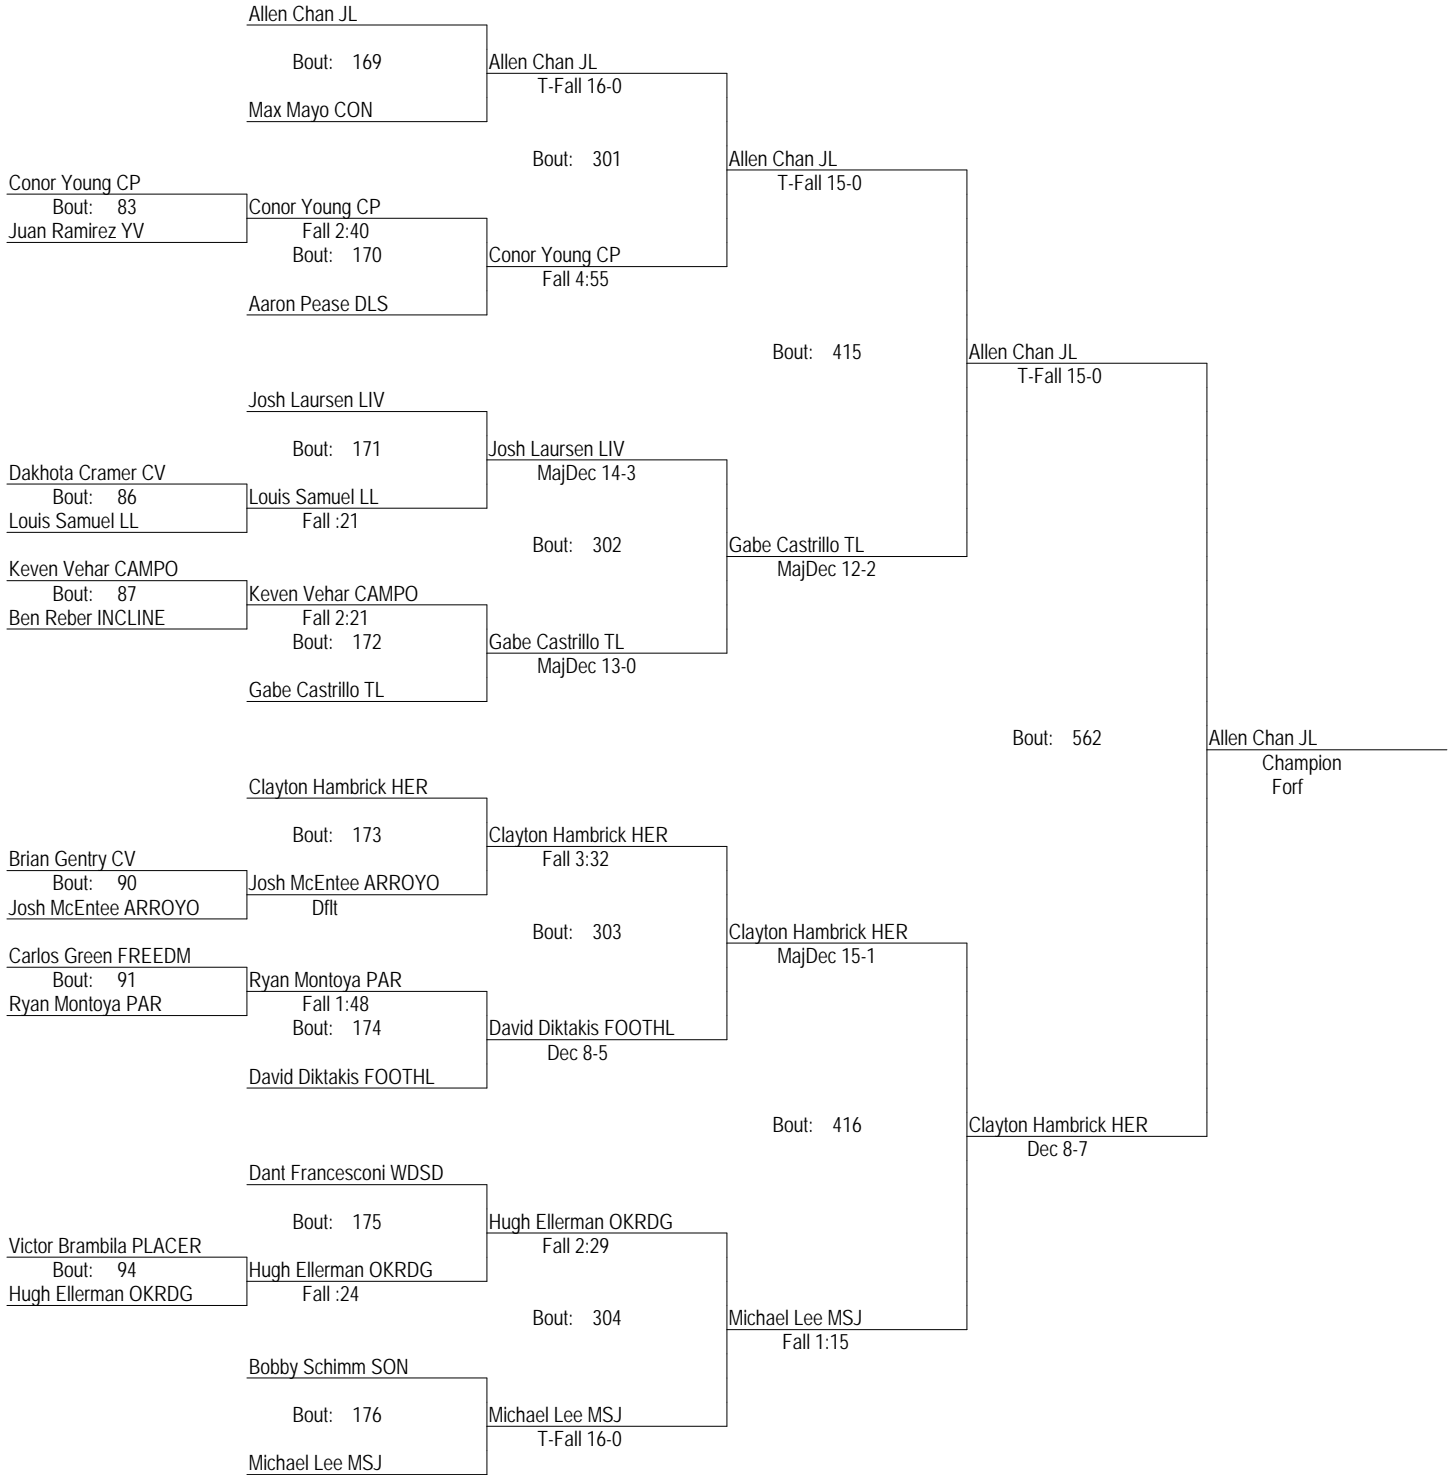 Allen Chan JL
Bout: 169
Allen Chan JL
T-Fall 16-0
Max Mayo CON
Bout: 301
Allen Chan JL
T-Fall 15-0
Conor Young CP
Bout: 83
Juan Ramirez YV
Conor Young CP
Fall 2:40
Bout: 170
Conor Young CP
Fall 4:55
Aaron Pease DLS
Bout: 415
Allen Chan JL
T-Fall 15-0
Josh Laursen LIV
Bout: 171
Josh Laursen LIV
MajDec 14-3
Dakhota Cramer CV
Bout: 86
Louis Samuel LL
Louis Samuel LL
Fall :21
Bout: 302
Gabe Castrillo TL
MajDec 12-2
Keven Vehar CAMPO
Bout: 87
Ben Reber INCLINE
Keven Vehar CAMPO
Fall 2:21
Bout: 172
Gabe Castrillo TL
MajDec 13-0
Gabe Castrillo TL
Bout: 562
Allen Chan JL
Champion
Forf
Clayton Hambrick HER
Bout: 173
Clayton Hambrick HER
Fall 3:32
Brian Gentry CV
Bout: 90
Josh McEntee ARROYO
Josh McEntee ARROYO
Dflt
Bout: 303
Clayton Hambrick HER
MajDec 15-1
Carlos Green FREEDM
Bout: 91
Ryan Montoya PAR
Ryan Montoya PAR
Fall 1:48
Bout: 174
David Diktakis FOOTHL
Dec 8-5
David Diktakis FOOTHL
Bout: 416
Clayton Hambrick HER
Dec 8-7
Dant Francesconi WDSD
Bout: 175
Hugh Ellerman OKRDG
Fall 2:29
Victor Brambila PLACER
Bout: 94
Hugh Ellerman OKRDG
Hugh Ellerman OKRDG
Fall :24
Bout: 304
Michael Lee MSJ
Fall 1:15
Bobby Schimm SON
Bout: 176
Michael Lee MSJ
T-Fall 16-0
Michael Lee MSJ